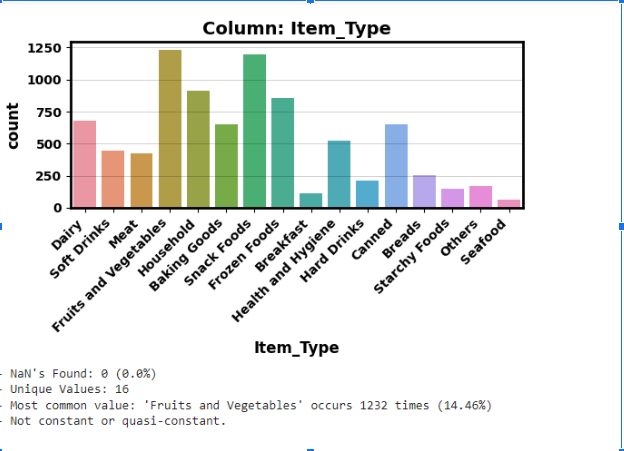 Column: Item_Type
1250
1000
750
500
250
0
count
Dairy
Soft Drinks
Meat
Fruits and Vegetables
Household
Baking Goods
Snack Foods
Frozen Foods
Breakfast
Health and Hygiene
Hard Drinks
Canned
Breads
Starchy Foods
Others
Seafood
Item_Type
- NaN's Found: 0 (0.0%)
- Unique Values: 16
- Most common value: 'Fruits and Vegetables' occurs 1232 times (14.46%)
- Not constant or quasi-constant.